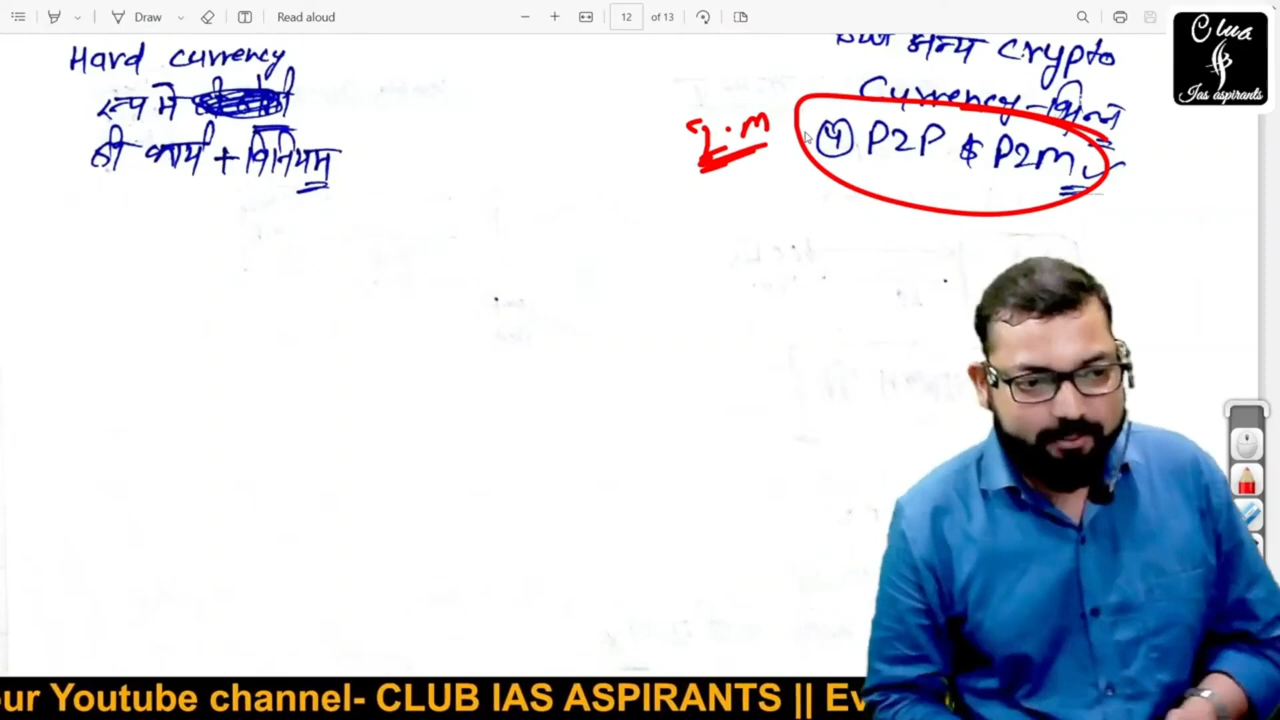 Draw
Read aloud
12
of 13
Hard currency
रूप में ही
ही कार्य + विनियम
अन्य Crypto
Currency - भिन्न
Q.m
④ P2P & P2m
Club
Ias aspirants
our Youtube channel- CLUB IAS ASPIRANTS || Ev